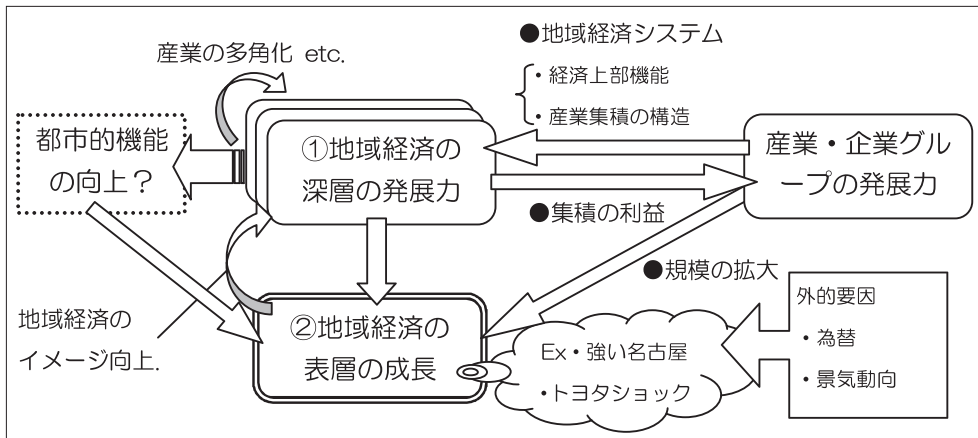 産業の多角化 etc.
●地域経済システム
・経済上部機能
・産業集積の構造
都市的機能
の向上？
①地域経済の
深層の発展力
産業・企業グル
ープの発展力
●集積の利益
●規模の拡大
地域経済の
イメージ向上.
②地域経済の
表層の成長
Ex・強い名古屋
・トヨタショック
外的要因
・為替
・景気動向